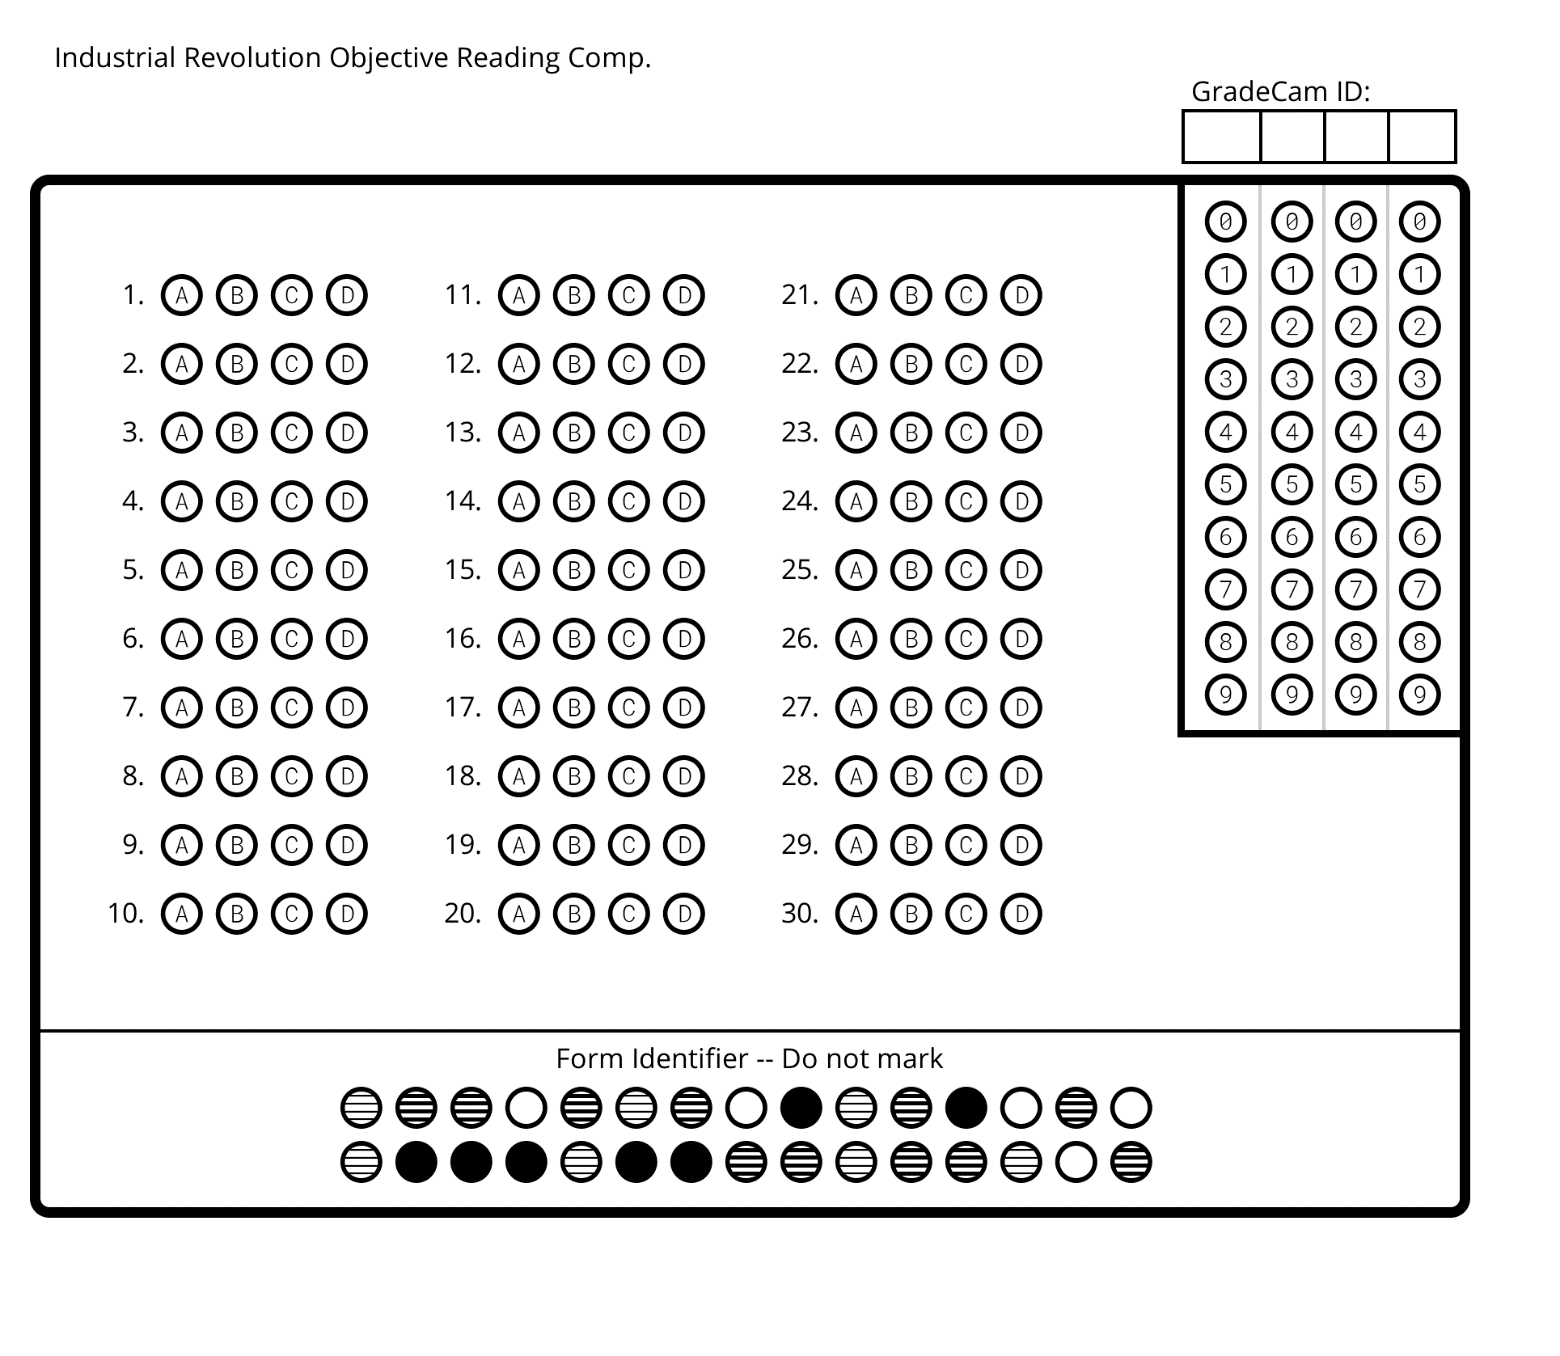 Industrial Revolution Objective Reading Comp.
GradeCam ID:
0 0 0 0
1 1 1 1
2 2 2 2
3 3 3 3
4 4 4 4
5 5 5 5
6 6 6 6
7 7 7 7
8 8 8 8
9 9 9 9
1. A B C D
2. A B C D
3. A B C D
4. A B C D
5. A B C D
6. A B C D
7. A B C D
8. A B C D
9. A B C D
10. A B C D
11. A B C D
12. A B C D
13. A B C D
14. A B C D
15. A B C D
16. A B C D
17. A B C D
18. A B C D
19. A B C D
20. A B C D
21. A B C D
22. A B C D
23. A B C D
24. A B C D
25. A B C D
26. A B C D
27. A B C D
28. A B C D
29. A B C D
30. A B C D
Form Identifier -- Do not mark